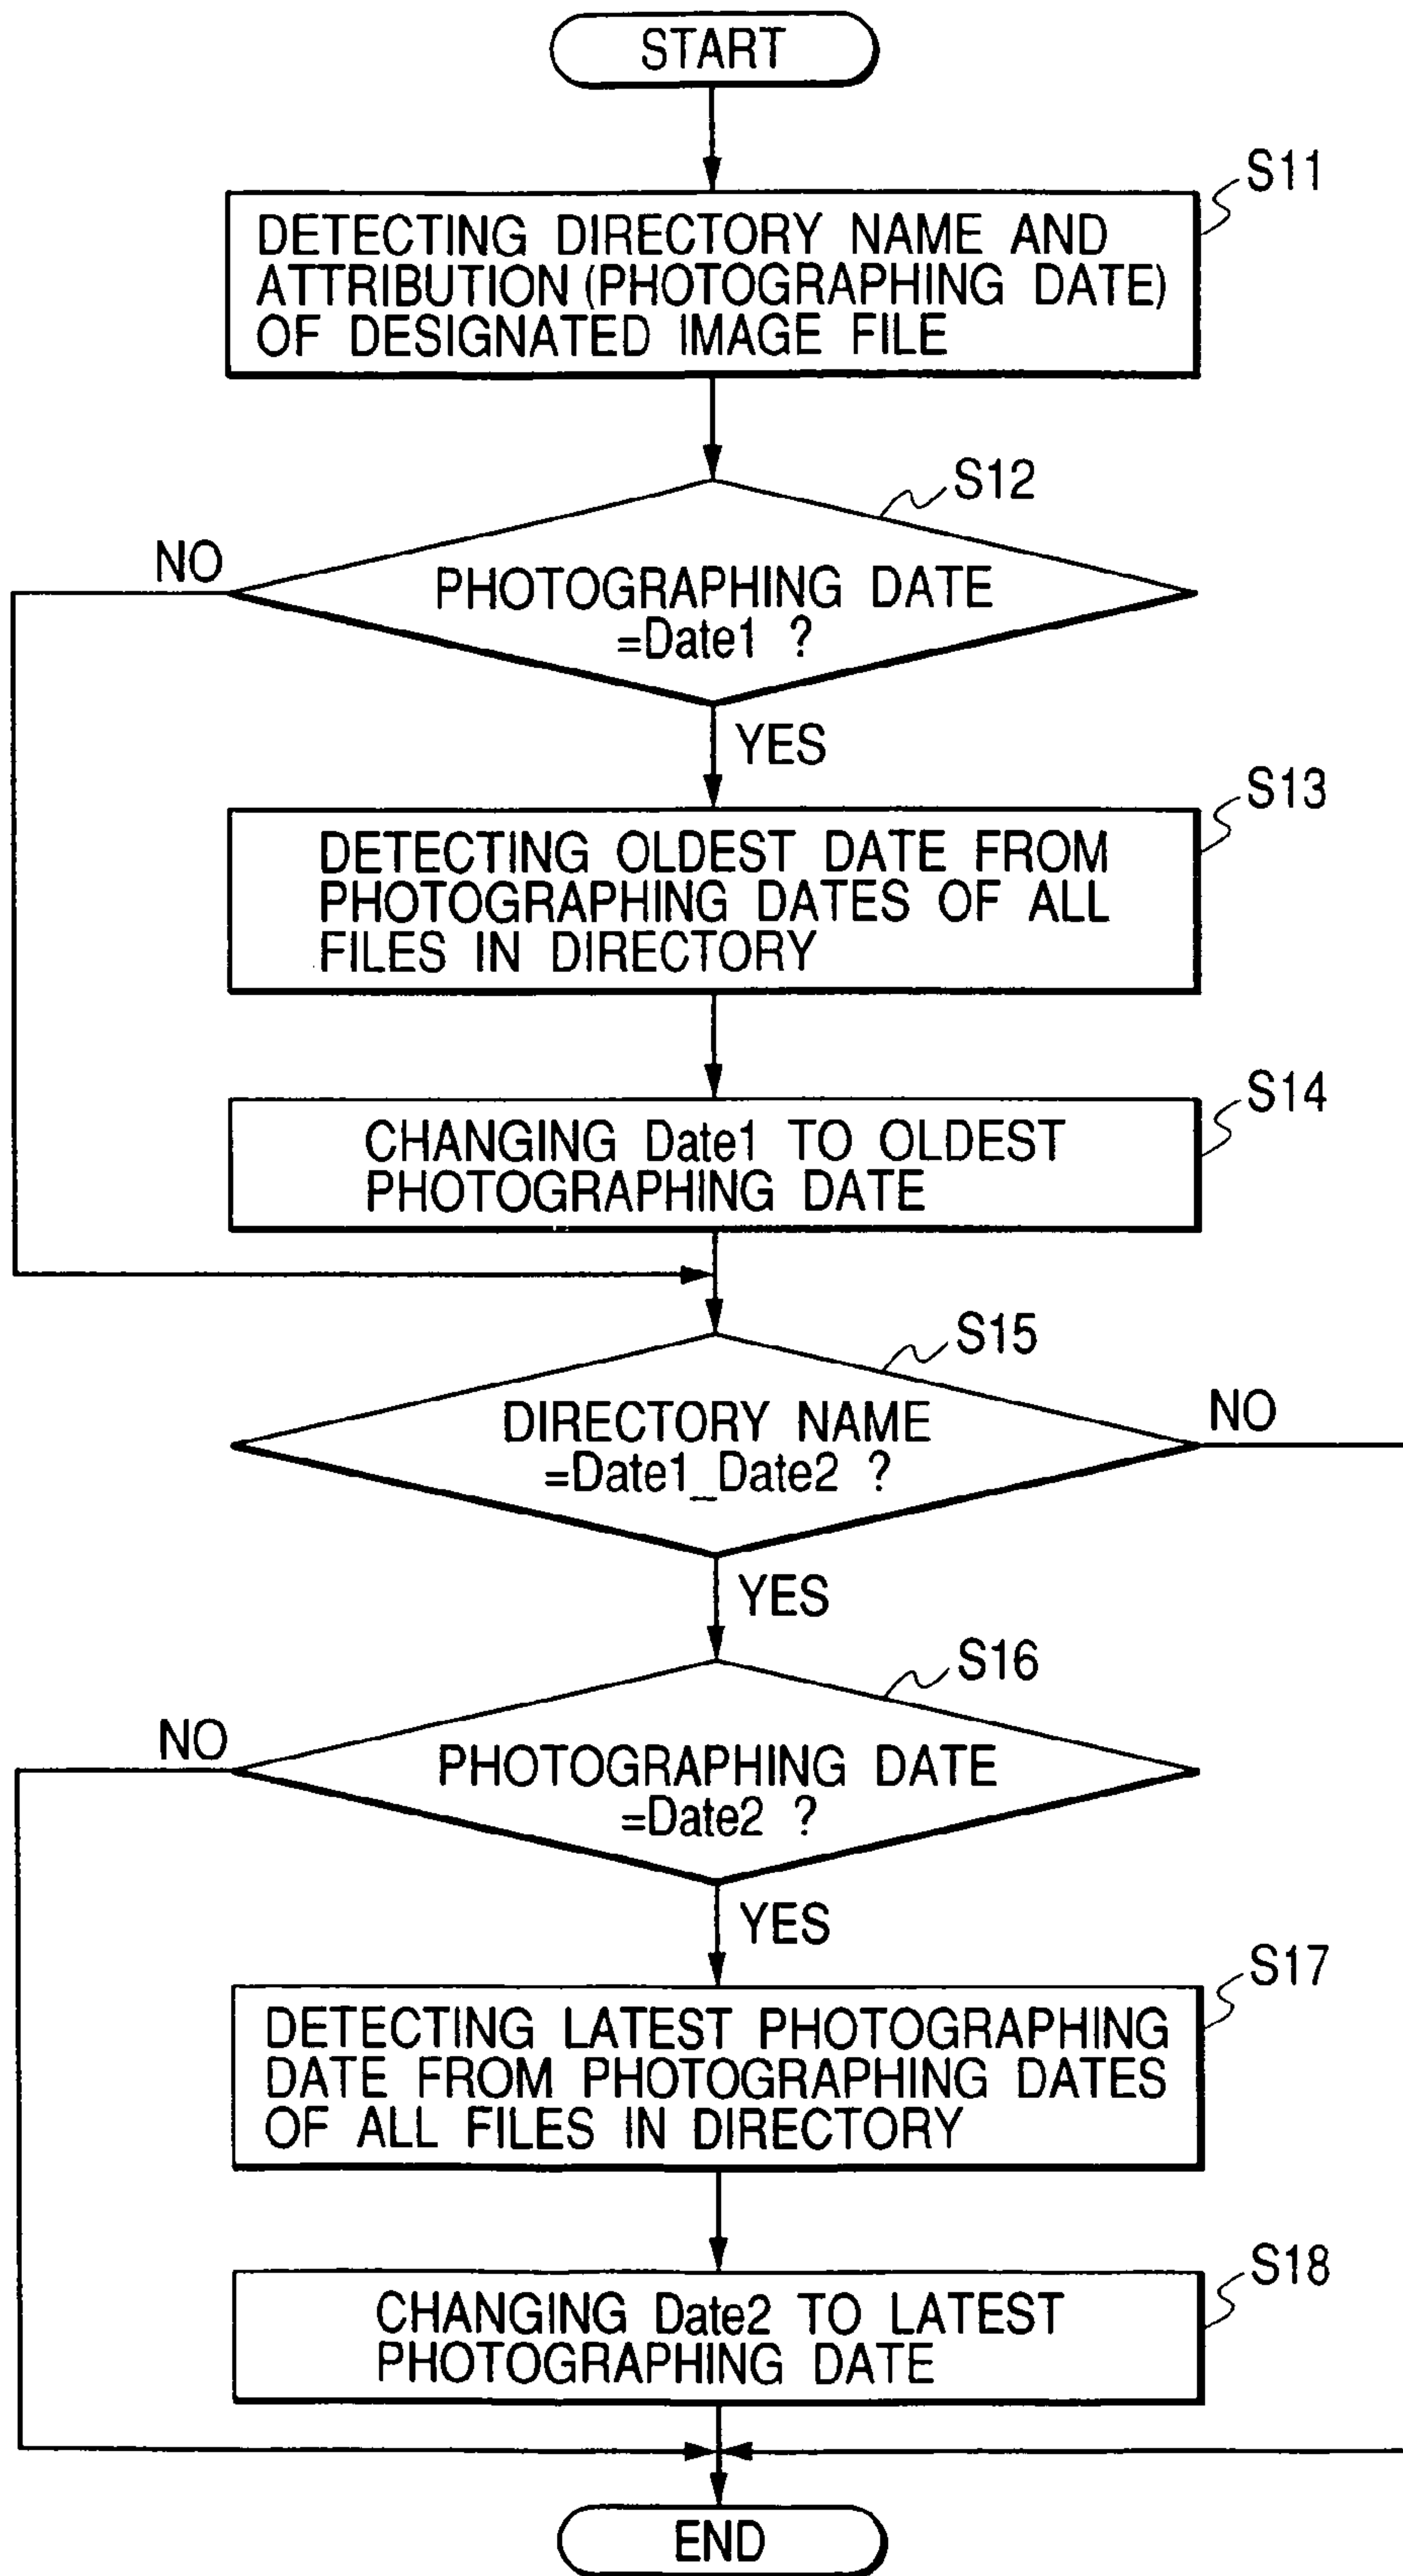 START
S11
DETECTING DIRECTORY NAME AND
ATTRIBUTION (PHOTOGRAPHING DATE)
OF DESIGNATED IMAGE FILE
S12
NO
PHOTOGRAPHING DATE
=Date1 ?
YES
S13
DETECTING OLDEST DATE FROM
PHOTOGRAPHING DATES OF ALL
FILES IN DIRECTORY
S14
CHANGING Date1 TO OLDEST
PHOTOGRAPHING DATE
S15
DIRECTORY NAME
=Date1_Date2 ?
NO
YES
S16
NO
PHOTOGRAPHING DATE
=Date2 ?
YES
S17
DETECTING LATEST PHOTOGRAPHING
DATE FROM PHOTOGRAPHING DATES
OF ALL FILES IN DIRECTORY
S18
CHANGING Date2 TO LATEST
PHOTOGRAPHING DATE
END